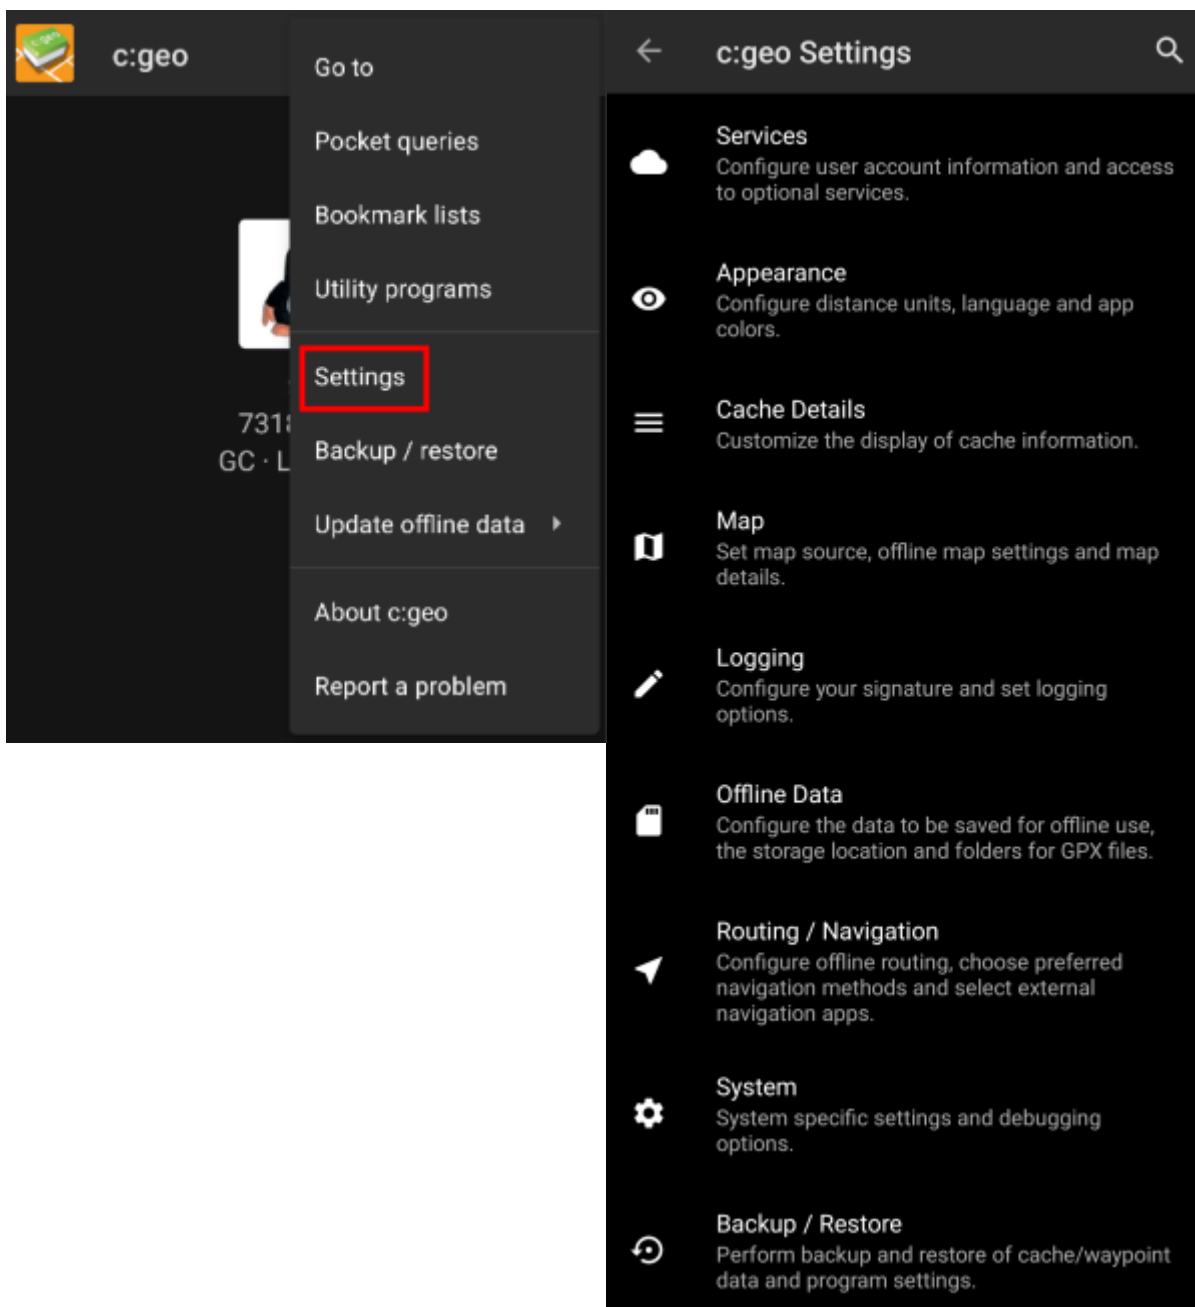 c:geo
Go to
Pocket queries
Bookmark lists
Utility programs
Settings
Backup / restore
Update offline data
About c:geo
Report a problem
GC · L
c:geo Settings
Services
Configure user account information and access
to optional services.
Appearance
Configure distance units, language and app
colors.
Cache Details
Customize the display of cache information.
Map
Set map source, offline map settings and map
details.
Logging
Configure your signature and set logging
options.
Offline Data
Configure the data to be saved for offline use,
the storage location and folders for GPX files.
Routing / Navigation
Configure offline routing, choose preferred
navigation methods and select external
navigation apps.
System
System specific settings and debugging
options.
Backup / Restore
Perform backup and restore of cache/waypoint
data and program settings.